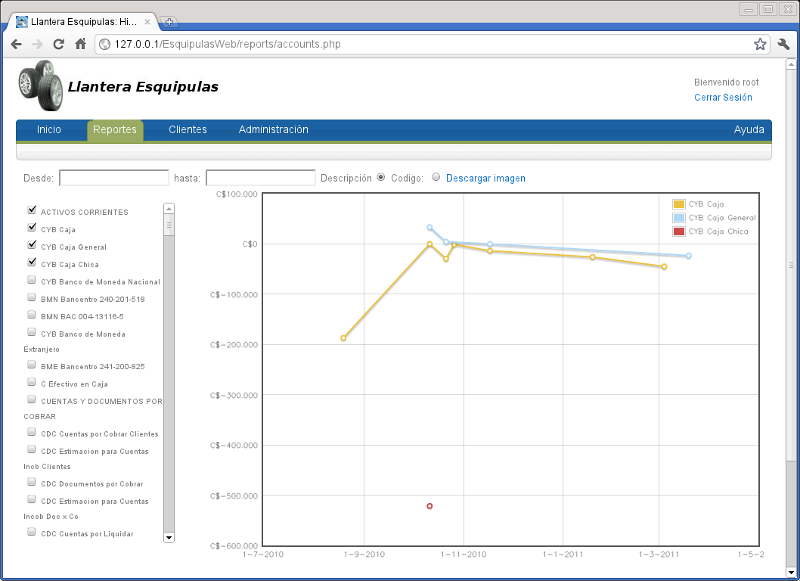 Llantera Esquipulas: Hi...
127.0.0.1/EsquipulasWeb/reports/accounts.php
Llantera Esquipulas
Bienvenido root
Cerrar Sesión
Inicio Reportes Clientes Administración Ayuda
Desde: hasta: Descripción Codigo: Descargar imagen
ACTIVOS CORRIENTES
CYB Caja
CYB Caja General
CYB Caja Chica
CYB Banco de Moneda Nacional
BMN Bancentro 240-201-518
BMN BAC 004-13116-5
CYB Banco de Moneda
Extranjero
BME Bancentro 241-200-825
C Efectivo en Caja
CUENTAS Y DOCUMENTOS POR
COBRAR
CDC Cuentas por Cobrar Clientes
CDC Estimacion para Cuentas
Incb Clientes
CDC Documentos por Cobrar
CDC Estimacion para Cuentas
Incob Doc x Co
CDC Cuentas por Liquidar
C$100.000
C$0
C$-100.000
C$-200.000
C$-300.000
C$-400.000
C$-500.000
C$-600.000
1-7-2010 1-9-2010 1-11-2010 1-1-2011 1-3-2011 1-5-2
CYB Caja
CYB Caja General
CYB Caja Chica